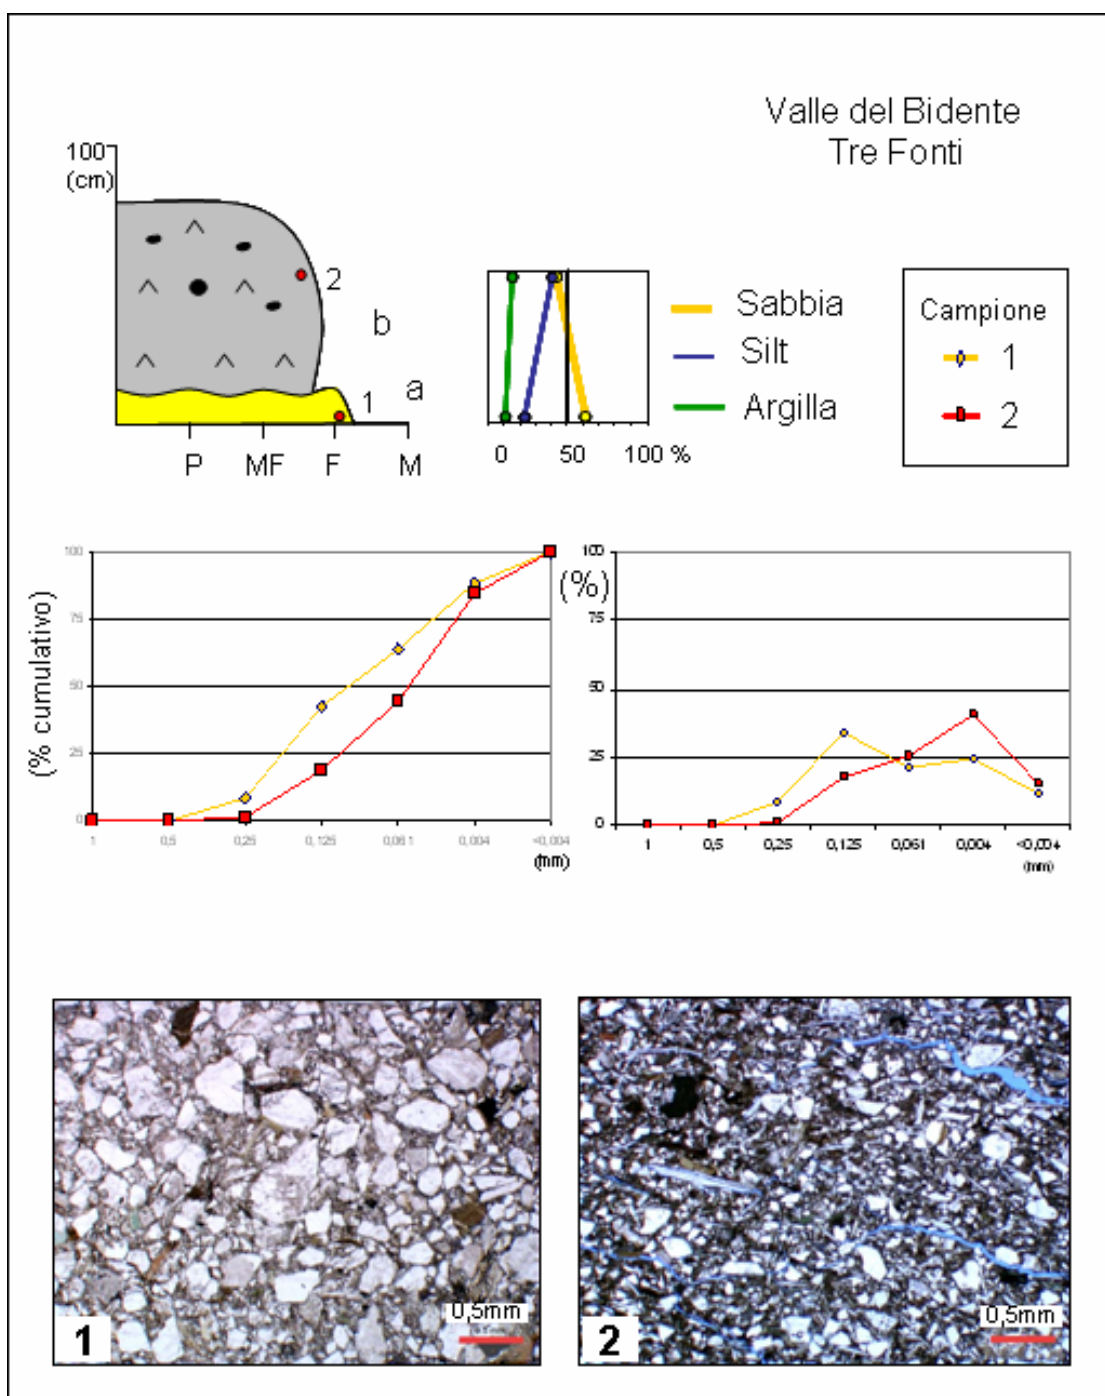 Valle del Bidente
Tre Fonti
100
(cm)
2
b
a
1
P MF F M
0 50 100 %
Sabbia
Silt
Argilla
Campione
1
2
(% cumulativo)
100
75
50
25
0
1 0,5 0,25 0,125 0,061 0,004 <0,004
(mm)
(%)
100
75
50
25
0
1 0,5 0,25 0,125 0,061 0,004 <0,004
(mm)
0,5mm
1
0,5mm
2